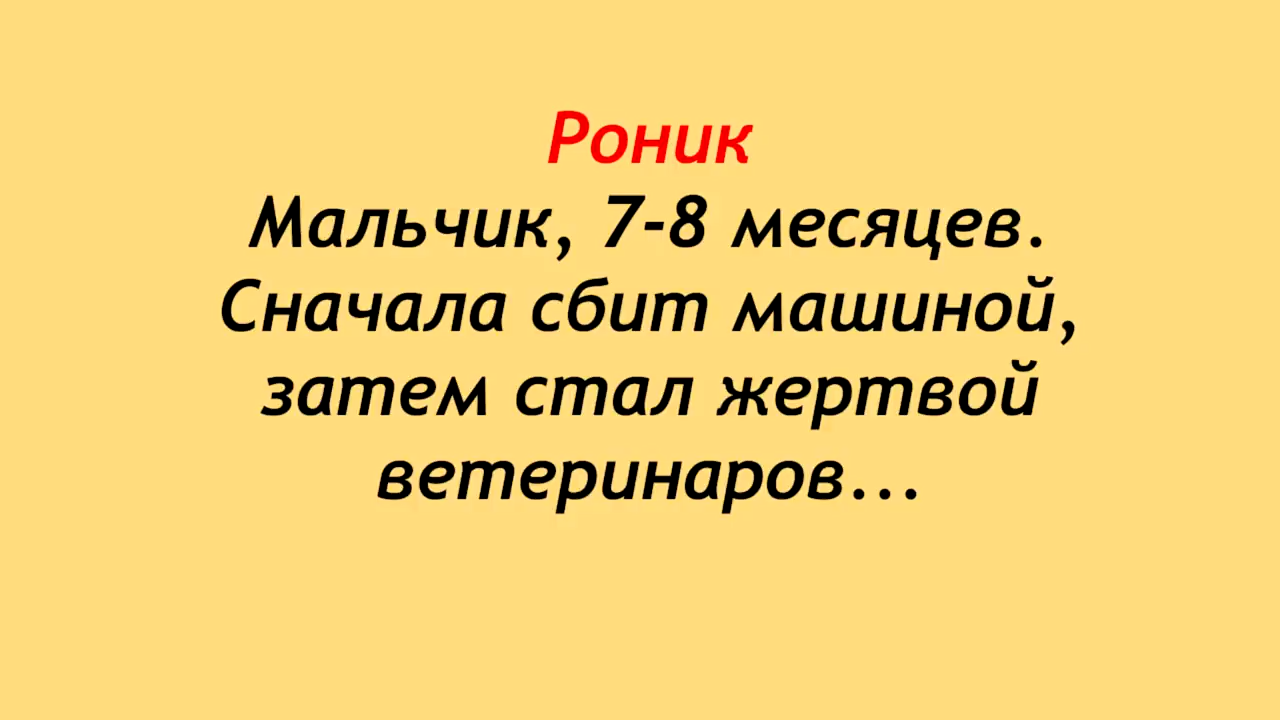 Роник
Мальчик, 7-8 месяцев.
Сначала сбит машиной,
затем стал жертвой
ветеринаров...